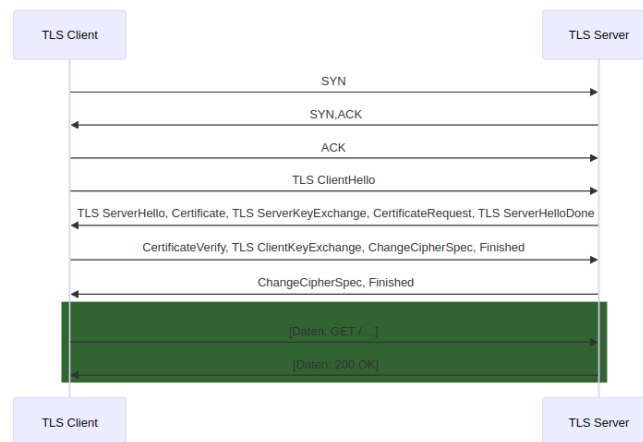 TLS Client
TLS Server
SYN
SYN,ACK
ACK
TLS ClientHello
TLS ServerHello, Certificate, TLS ServerKeyExchange, CertificateRequest, TLS ServerHelloDone
CertificateVerify, TLS ClientKeyExchange, ChangeCipherSpec, Finished
ChangeCipherSpec, Finished
[Daten: GET / ...]
[Daten: 200 OK]
TLS Client
TLS Server